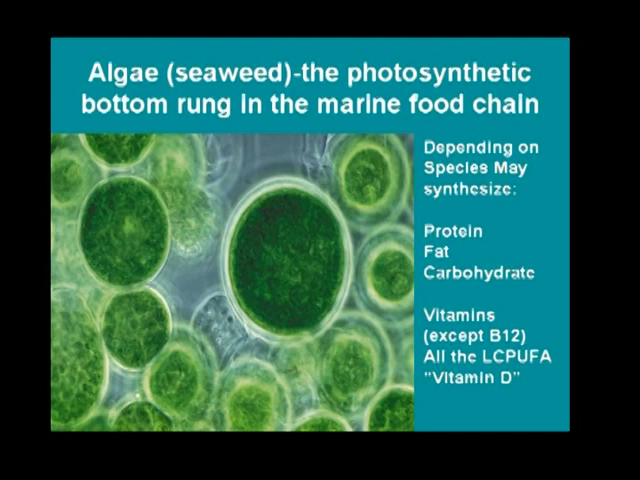 Algae (seaweed)-the photosynthetic
bottom rung in the marine food chain
Depending on
Species May
synthesize:
Protein
Fat
Carbohydrate
Vitamins
(except B12)
All the LCPUFA
"Vitamin D"